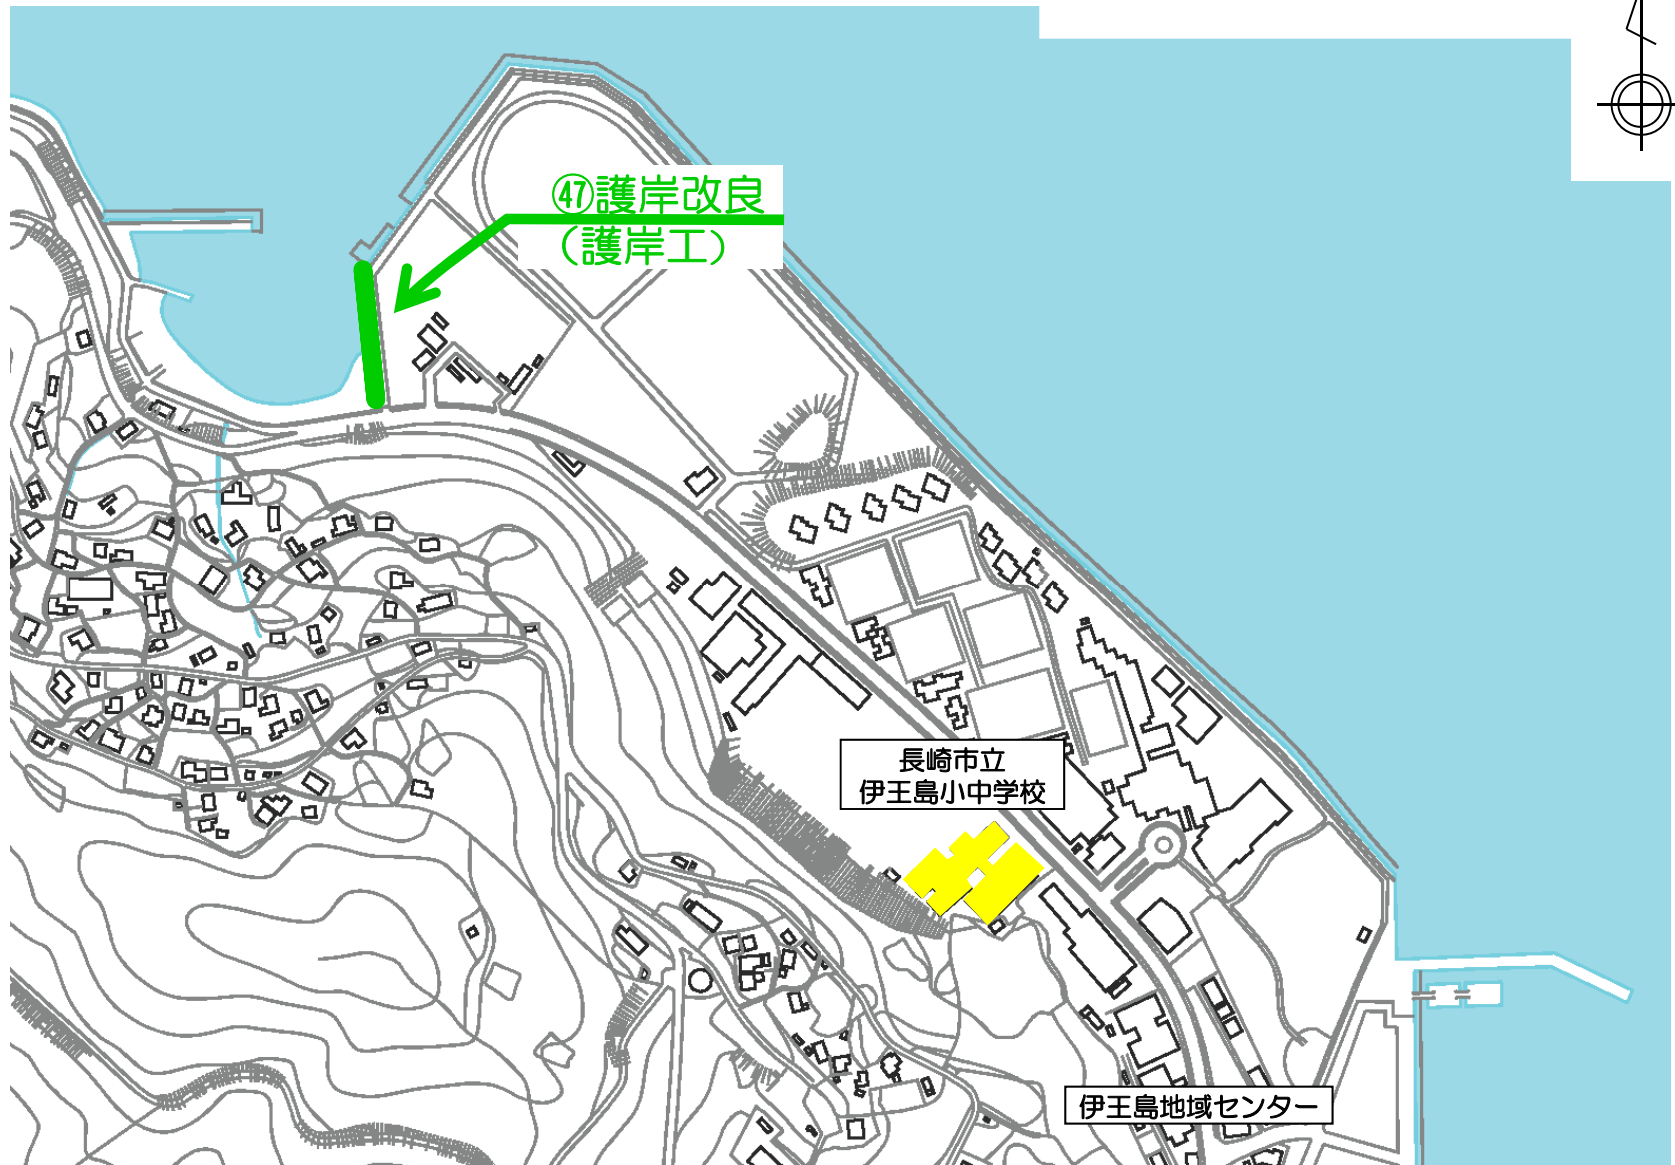 ㊼護岸改良
（護岸工）
長崎市立
伊王島小中学校
伊王島地域センター